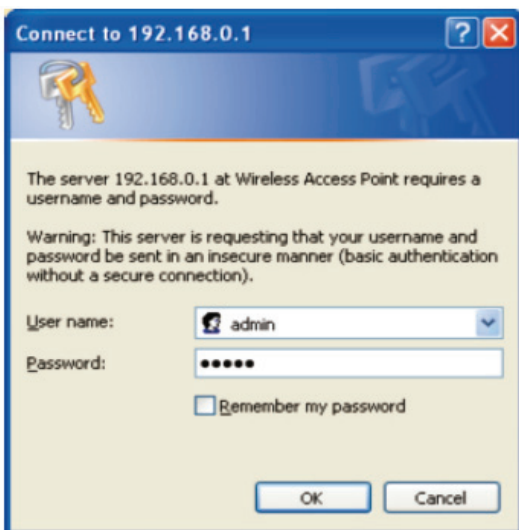 Connect to 192.168.0.1
The server 192.168.0.1 at Wireless Access Point requires a
username and password.
Warning: This server is requesting that your username and
password be sent in an insecure manner (basic authentication
without a secure connection).
User name:
admin
Password:
•••••
Remember my password
OK
Cancel